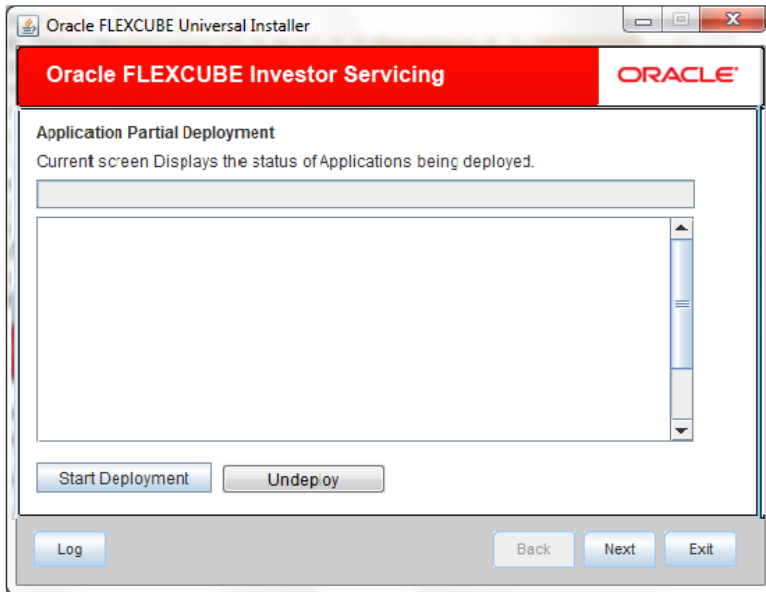 Oracle FLEXCUBE Universal Installer
Oracle FLEXCUBE Investor Servicing
ORACLE
Application Partial Deployment
Current screen Displays the status of Applications being deployed.
Start Deployment
Undeploy
Log
Back
Next
Exit